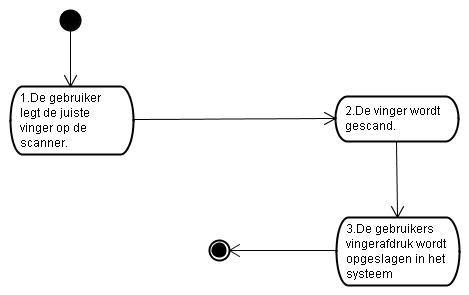 1.De gebruiker
legt de juiste
vinger op de
scanner.
2.De vinger wordt
gescand.
3.De gebruikers
vingerafdruk wordt
opgeslagen in het
systeem